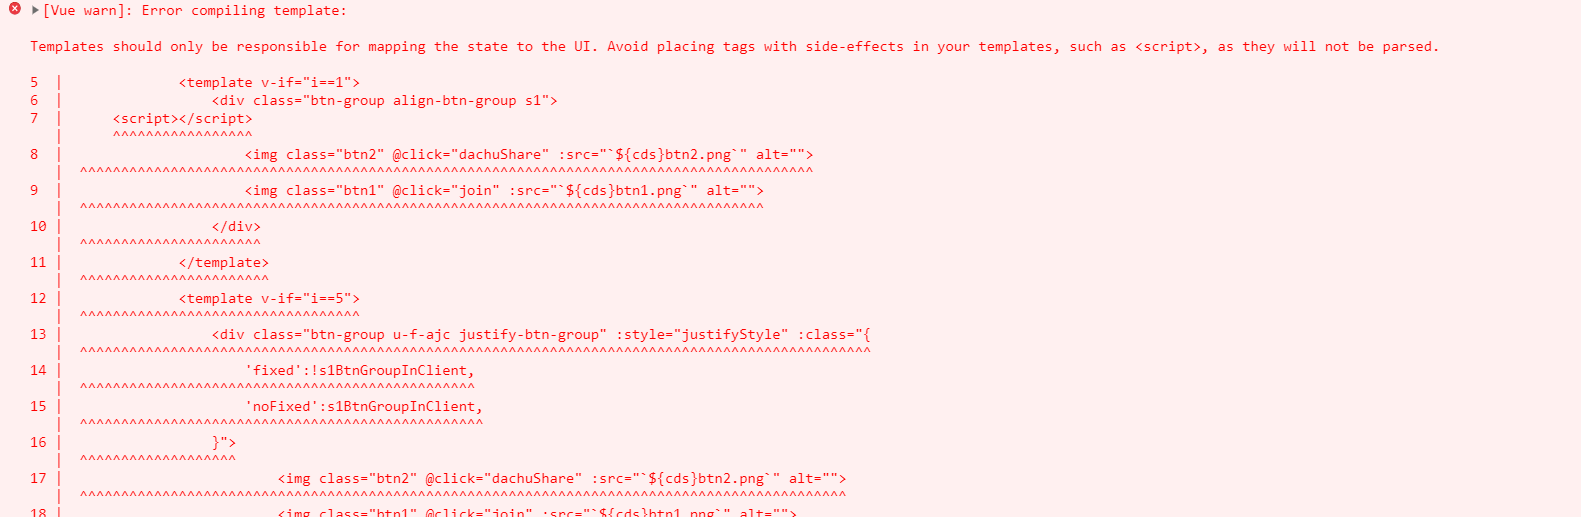 [Vue warn]: Error compiling template:
Templates should only be responsible for mapping the state to the UI. Avoid placing tags with side-effects in your templates, such as <script>, as they will not be parsed.
5  |              <template v-if="i==1">
6  |                  <div class="btn-group align-btn-group s1">
7  |      <script></script>
   |      ^^^^^^^^^^^^^^^^^
8  |                      <img class="btn2" @click="dachuShare" :src="`${cds}btn2.png`" alt="">
   |  ^^^^^^^^^^^^^^^^^^^^^^^^^^^^^^^^^^^^^^^^^^^^^^^^^^^^^^^^^^^^^^^^^^^^^^^^^^^^^^^^^^^^^^^^^
9  |                      <img class="btn1" @click="join" :src="`${cds}btn1.png`" alt="">
   |  ^^^^^^^^^^^^^^^^^^^^^^^^^^^^^^^^^^^^^^^^^^^^^^^^^^^^^^^^^^^^^^^^^^^^^^^^^^^^^^^^^^^
10 |                  </div>
   |  ^^^^^^^^^^^^^^^^^^^^^^
11 |              </template>
   |  ^^^^^^^^^^^^^^^^^^^^^^^
12 |              <template v-if="i==5">
   |  ^^^^^^^^^^^^^^^^^^^^^^^^^^^^^^^^^^
13 |                  <div class="btn-group u-f-ajc justify-btn-group" :style="justifyStyle" :class="{
   |  ^^^^^^^^^^^^^^^^^^^^^^^^^^^^^^^^^^^^^^^^^^^^^^^^^^^^^^^^^^^^^^^^^^^^^^^^^^^^^^^^^^^^^^^^^^^^^^^^
14 |                      'fixed':!s1BtnGroupInClient,
   |  ^^^^^^^^^^^^^^^^^^^^^^^^^^^^^^^^^^^^^^^^^^^^^^^^
15 |                      'noFixed':s1BtnGroupInClient,
   |  ^^^^^^^^^^^^^^^^^^^^^^^^^^^^^^^^^^^^^^^^^^^^^^^^^
16 |                  }">
   |  ^^^^^^^^^^^^^^^^^^^
17 |                          <img class="btn2" @click="dachuShare" :src="`${cds}btn2.png`" alt="">
   |  ^^^^^^^^^^^^^^^^^^^^^^^^^^^^^^^^^^^^^^^^^^^^^^^^^^^^^^^^^^^^^^^^^^^^^^^^^^^^^^^^^^^^^^^^^^^^^
18 |                          <img class="btn1" @click="join" :src="`${cds}btn1.png`" alt="">